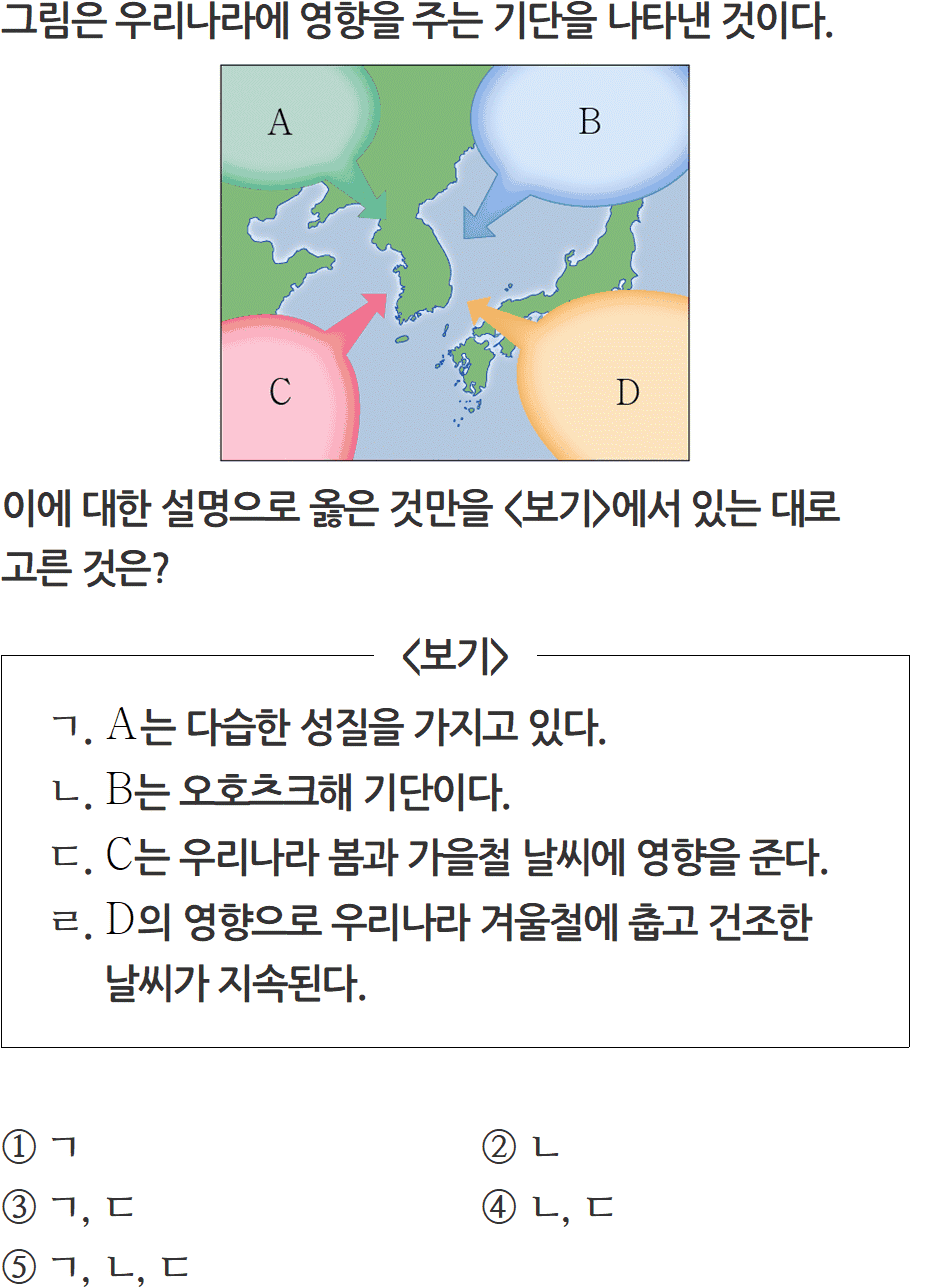 그림은 우리나라에 영향을 주는 기단을 나타낸 것이다.
A
B
C
D
이에 대한 설명으로 옳은 것만을 <보기>에서 있는 대로
고른 것은?
<보기>
ㄱ. A는 다습한 성질을 가지고 있다.
ㄴ. B는 오호츠크해 기단이다.
ㄷ. C는 우리나라 봄과 가을철 날씨에 영향을 준다.
ㄹ. D의 영향으로 우리나라 겨울철에 춥고 건조한
날씨가 지속된다.
① ㄱ
② ㄴ
③ ㄱ, ㄷ
④ ㄴ, ㄷ
⑤ ㄱ, ㄴ, ㄷ